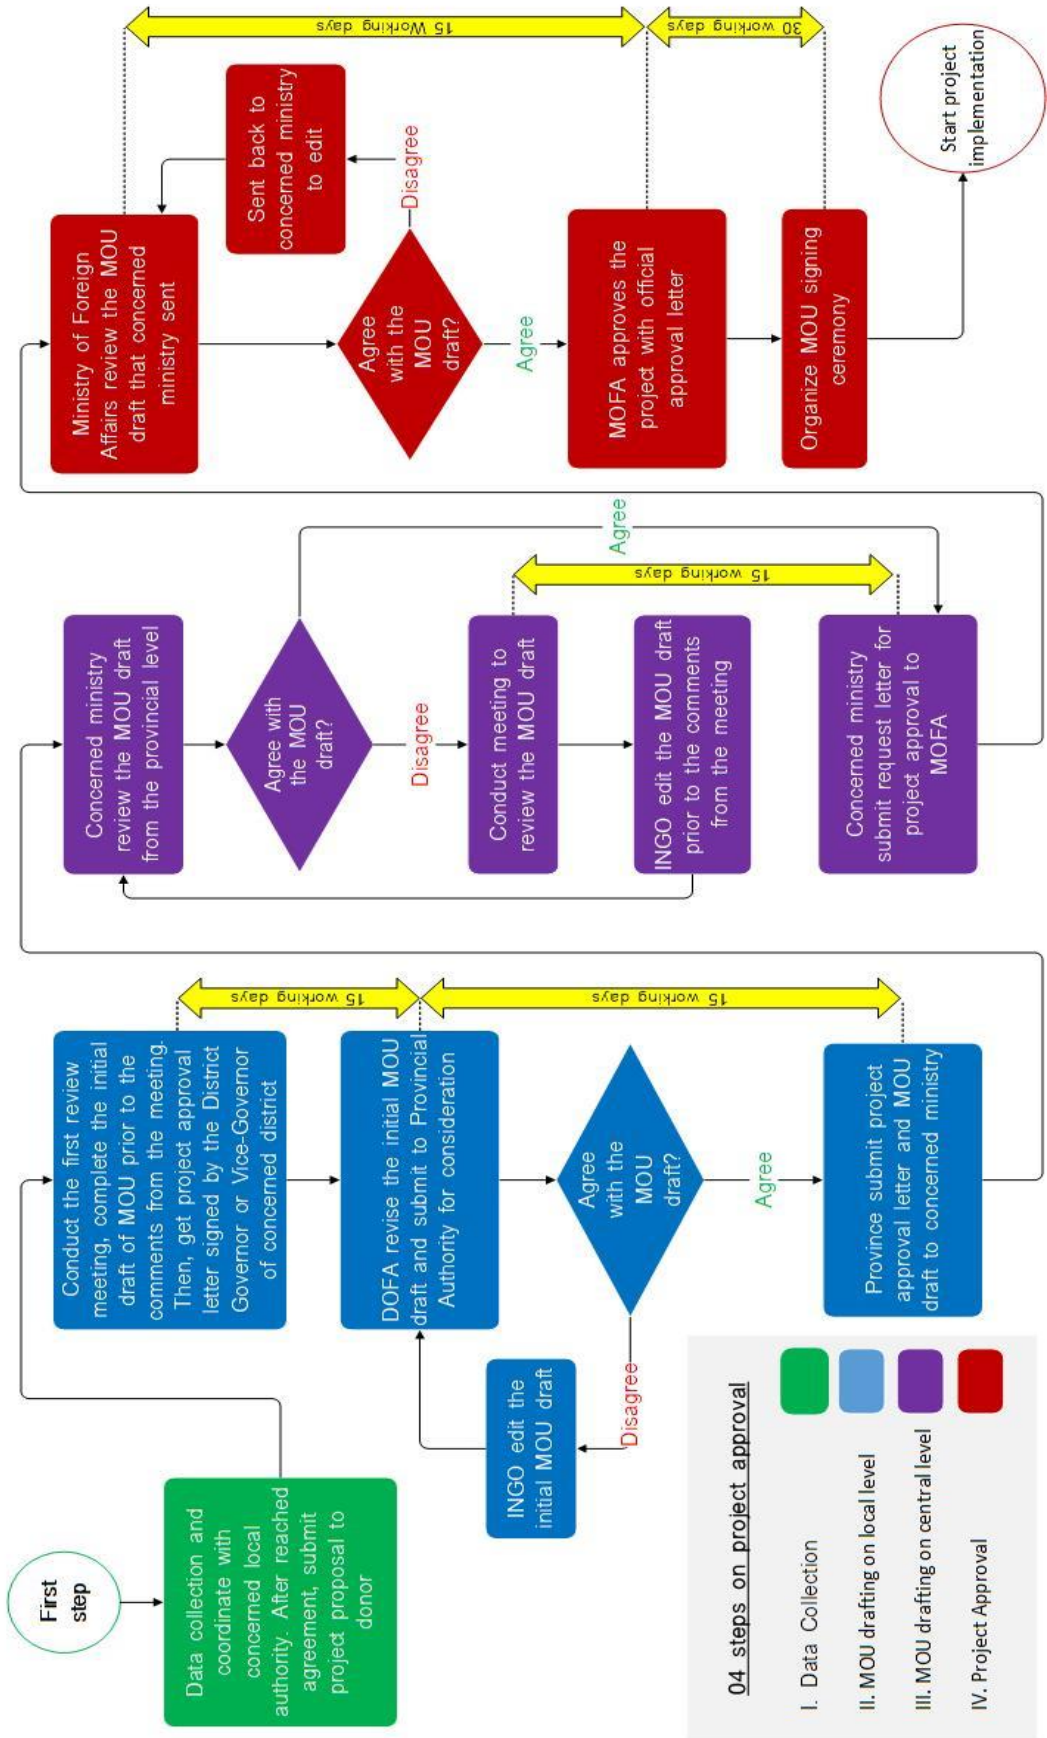 First
step
Data collection and
coordinate with
concerned local
authority. After reached
agreement, submit
project proposal to
donor
Conduct the first review
meeting, complete the initial
draft of MOU prior to the
comments from the meeting.
Then, get project approval
letter signed by the District
Governor or Vice-Governor
of concerned district
15 working days
DOFA revise the initial MOU
draft and submit to Provincial
Authority for consideration
15 working days
Agree
with the
MOU
draft?
Disagree
INGO edit the
initial MOU draft
Agree
Province submit project
approval letter and MOU
draft to concerned ministry
Concerned ministry
review the MOU draft
from the provincial level
Agree with
the MOU
draft?
Disagree
Agree
Conduct meeting to
review the MOU draft
15 working days
INGO edit the MOU draft
prior to the comments
from the meeting
Concerned ministry
submit request letter for
project approval to
MOFA
Ministry of Foreign
Affairs review the MOU
draft that concerned
ministry sent
15 Working days
Agree
with the
MOU
draft?
Disagree
Sent back to
concerned ministry
to edit
Agree
MOFA approves the
project with official
approval letter
30 working days
Organize MOU signing
ceremony
Start project
implementation
04 steps on project approval
I. Data Collection
II. MOU drafting on local level
III. MOU drafting on central level
IV. Project Approval